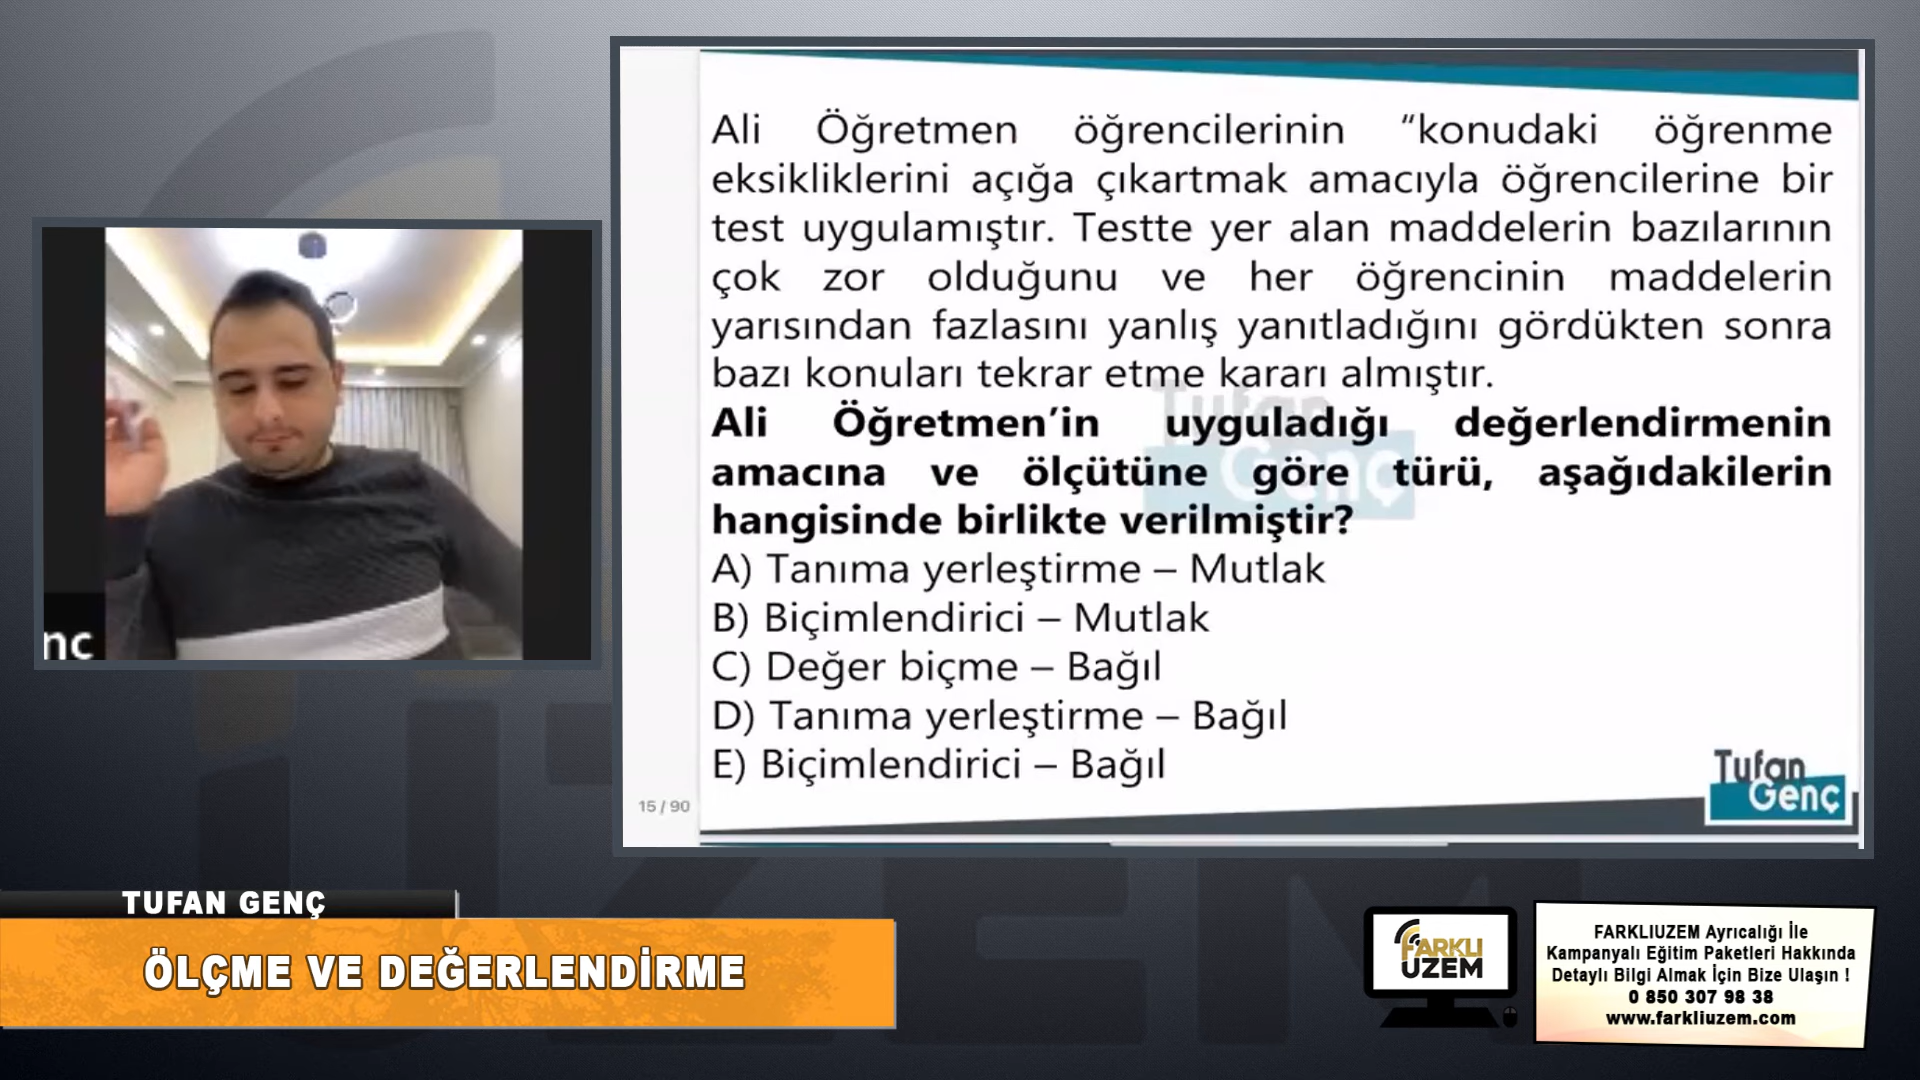 Ali Öğretmen öğrencilerinin “konudaki öğrenme
eksikliklerini açığa çıkartmak amacıyla öğrencilerine bir
test uygulamıştır. Testte yer alan maddelerin bazılarının
çok zor olduğunu ve her öğrencinin maddelerin
yarısından fazlasını yanlış yanıtladığını gördükten sonra
bazı konuları tekrar etme kararı almıştır.
Ali Öğretmen’in uyguladığı değerlendirmenin
amacına ve ölçütüne göre türü, aşağıdakilerin
hangisinde birlikte verilmiştir?
A) Tanıma yerleştirme – Mutlak
B) Biçimlendirici – Mutlak
C) Değer biçme – Bağıl
D) Tanıma yerleştirme – Bağıl
E) Biçimlendirici – Bağıl
Tufan
Genç
15 / 90
Tufan
Genç
nç
TUFAN GENÇ
ÖLÇME VE DEĞERLENDİRME
FARKLI
UZEM
FARKLIUZEM Ayrıcalığı İle
Kampanyalı Eğitim Paketleri Hakkında
Detaylı Bilgi Almak İçin Bize Ulaşın !
0 850 307 98 38
www.farkliuzem.com
UZEM